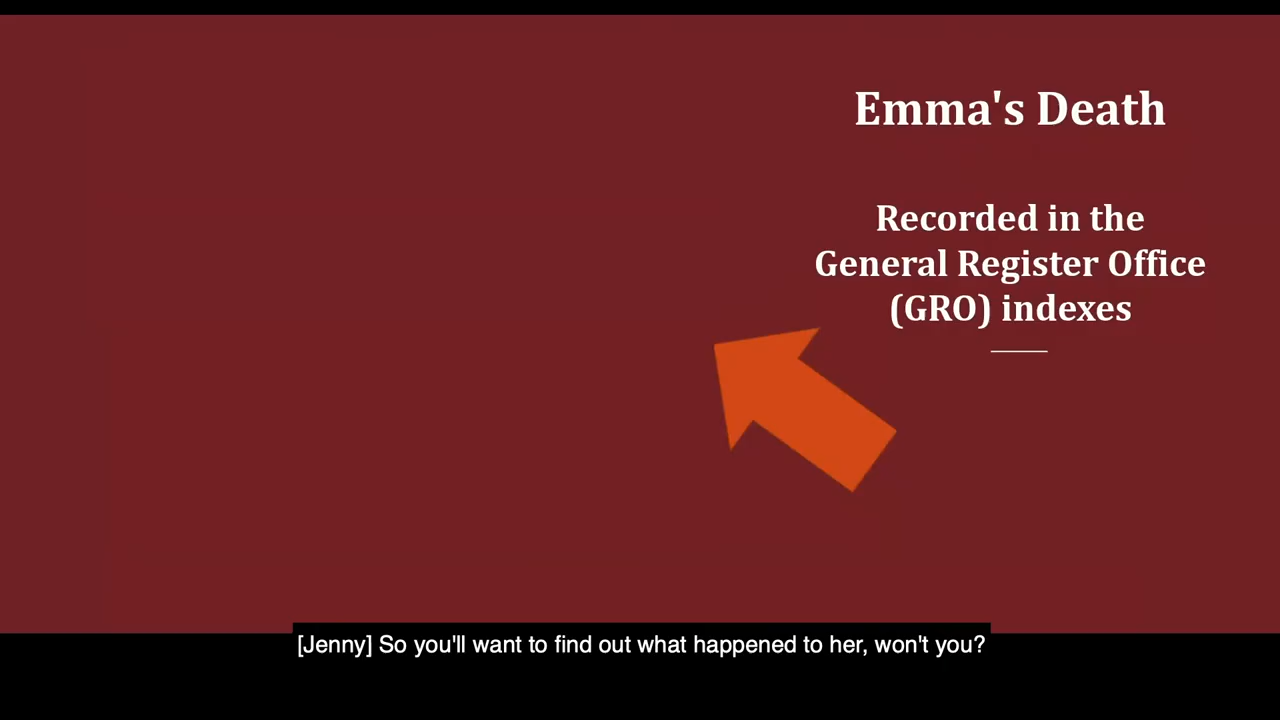 Emma's Death
Recorded in the
General Register Office
(GRO) indexes
[Jenny] So you'll want to find out what happened to her, won't you?